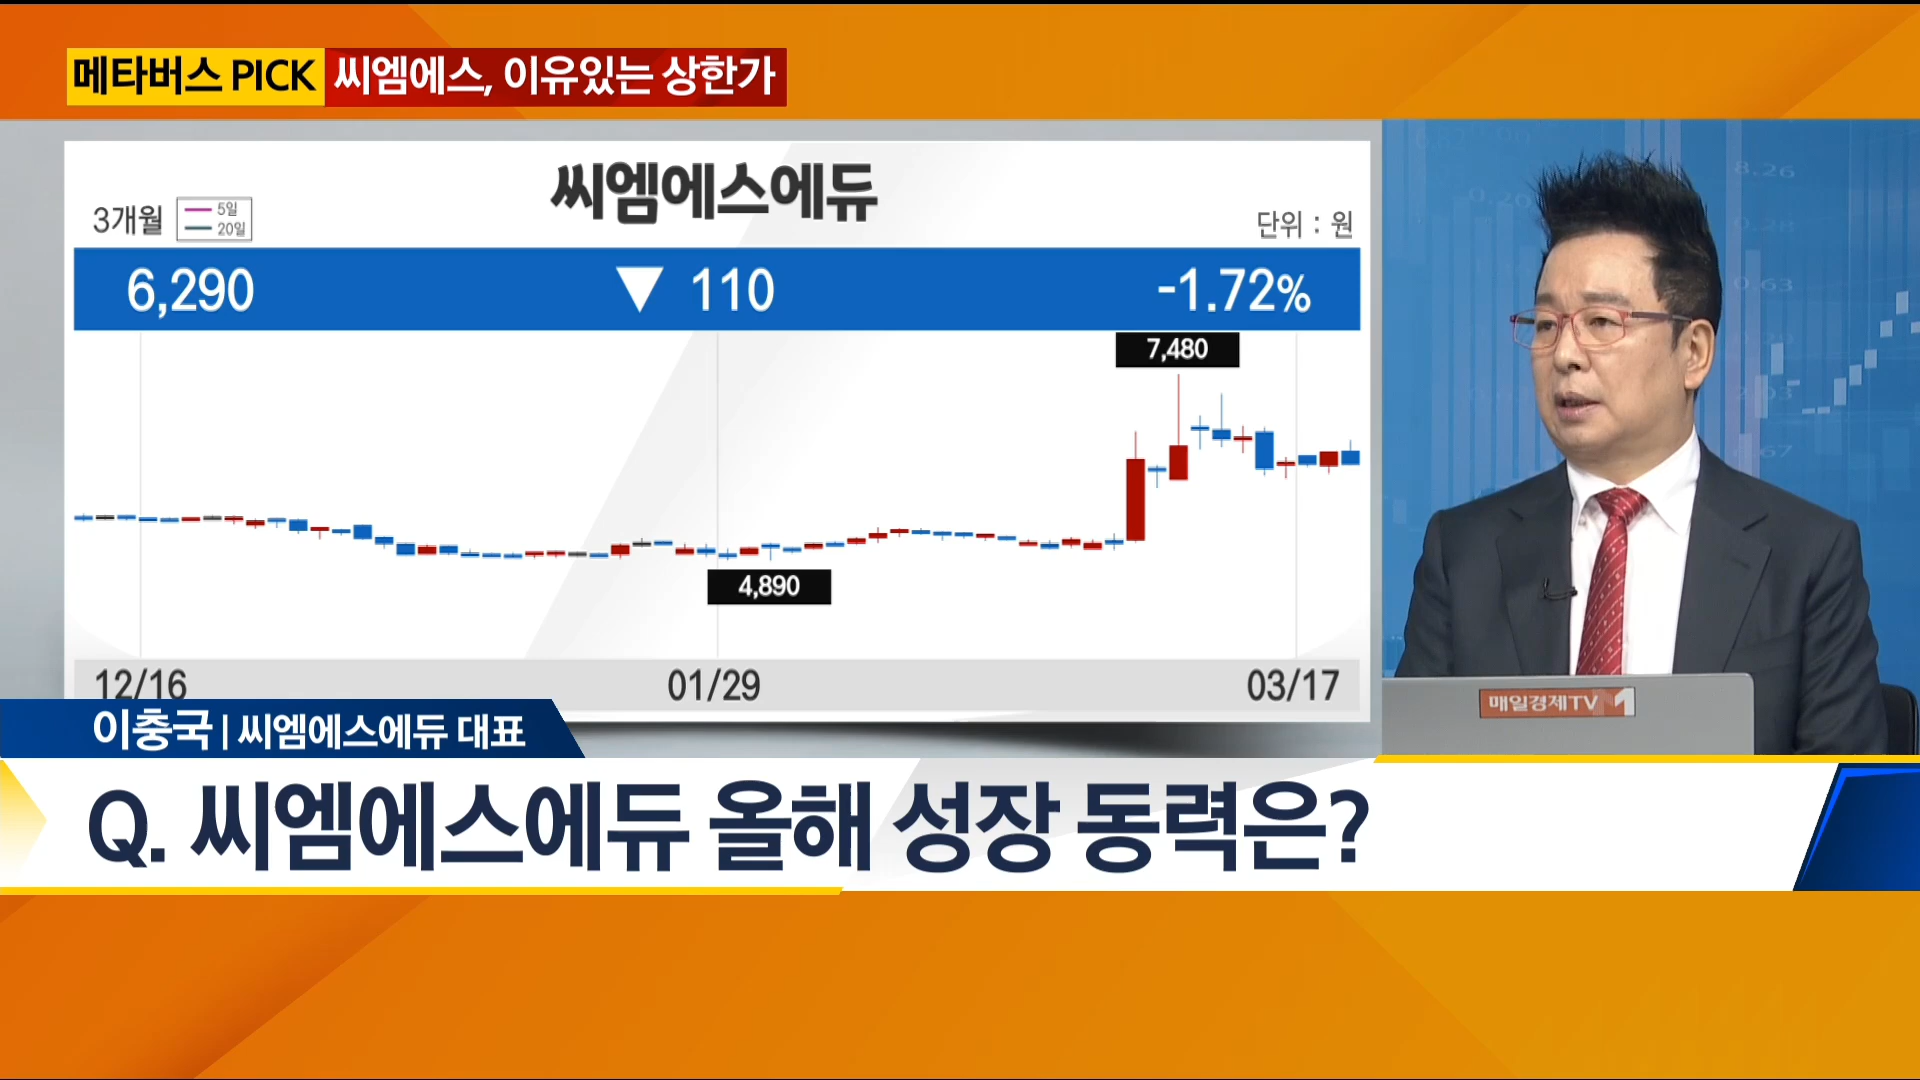 메타버스 PICK 씨엠에스, 이유있는 상한가
씨엠에스에듀
3개월
5일
20일
단위 : 원
6,290 ▼ 110 -1.72%
7,480
4,890
12/16 01/29 03/17
이충국 | 씨엠에스에듀 대표
매일경제TV
Q. 씨엠에스에듀 올해 성장 동력은?
8.26
0.63